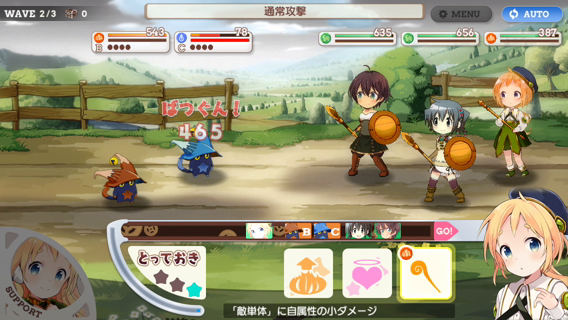 WAVE 2/3 0
通常攻撃
MENU
AUTO
543
B
78
C
635
656
387
ばつぐん!
465
B C GO!
とっておき
SUPPORT
「敵単体」に自属性の小ダメージ